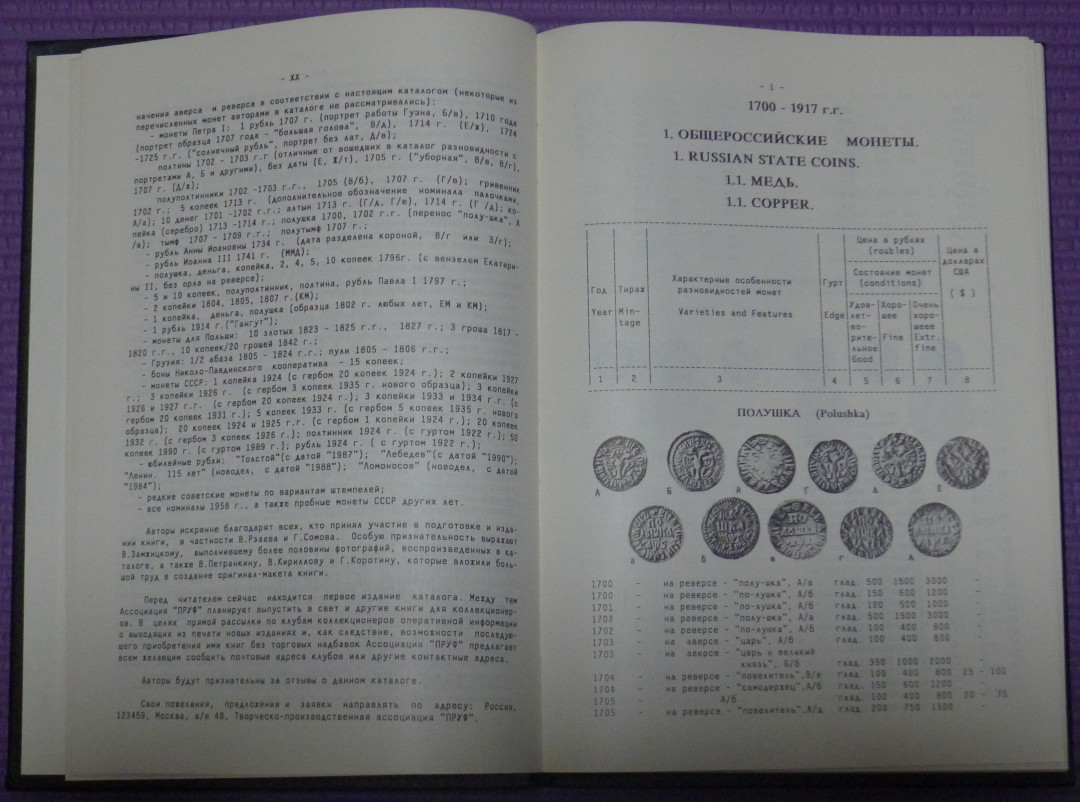 - XX -
начения аверса и реверса в соответствии с настоящим каталогом (некоторые из
перечисленных монет авторами в каталоге не рассматривались):
- монеты Петра I: 1 рубль 1707 г. (портрет работы Гуэна, Б/в), 1710 года
(портрет образца 1707 года - "большая голова", В/д), 1714 г. (Е/х), 1724
-1725 г.г. ("солнечный рубль", портрет без лат, Д/в);
полтины 1702 - 1703 г.г (отличные от вошедших в каталог разновидности с
портретами А, Б и другими), без даты (Е, Ж/т), 1705 г. ("уборная", В/в, В/г),
1707 г. (Д/х);
полуполтинники 1702 -1703 г.г., 1705 (В/б), 1707 г. (Г/в); гривенник
1702 г.; 5 копеек 1713 г. (дополнительное обозначение номинала палочками,
А/а); 10 денег 1701 -1702 г.г.; алтын 1713 г. (Г/д, Г/е), 1714 г. (Г /д); ко-
пейка (серебро) 1713 -1714 г.; полушка 1700, 1702 г.г. (перенос "полу-шка", А
/а); тымф 1707 - 1709 г.г.; полутымф 1707 г.;
- рубль Анны Иоановны 1734 г. (дата разделена короной, В/г или З/г);
- рубль Иоанна III 1741 г. (ММД);
- полушка, деньга, копейка, 2, 4, 5, 10 копеек 1796г. (с вензелем Екатери-
ны II, без орла на реверсе);
- 5 и 10 копеек, полуполтинник, полтина, рубль Павла I 1797 г.;
- 2 копейки 1804, 1805, 1807 г.(КМ);
- 1 копейка, деньга, полушка (образца 1802 г. любых лет, ЕМ и КМ);
- 1 рубль 1914 г.("Гангут");
- монеты для Польши: 10 злотых 1823 - 1825 г.г., 1827 г.; 3 гроша 1817 -
1820 г.г., 10 копеек/20 грошей 1842 г.;
- Грузия: 1/2 абаза 1805 - 1824 г.г.; пули 1805 - 1806 г.г.;
- боны Николо-Павдинского кооператива - 15 копеек;
- монеты СССР: 1 копейка 1924 (с гербом 20 копеек 1924 г.); 2 копейки 1927
г.; 3 копейки 1926 г. (с гербом 3 копеек 1935 г. нового образца); 3 копейки
1926 и 1927 г.г. (с гербом 20 копеек 1924 г.); 3 копейки 1933 и 1934 г.г. (с
гербом 20 копеек 1931 г.); 5 копеек 1933 г. (с гербом 5 копеек 1935 г. нового
образца); 20 копеек 1924 и 1925 г.г. (с гербом 1 копейки 1924 г.); 20 копеек
1932 г. (с гербом 3 копеек 1926 г.); полтинник 1924 г. (с гуртом 1922 г.); 50
копеек 1990 г. (с гуртом 1989 г.); рубль 1924 г. ( с гуртом 1922 г.);
- юбилейные рубли: "Толстой"(с датой "1987"); "Лебедев"(с датой "1990");
"Ленин. 115 лет" (новодел, с датой "1988"); "Ломоносов" (новодел, с датой
"1984");
- редкие советские монеты по вариантам штемпелей;
- все номиналы 1958 г., а также пробные монеты СССР других лет.
Авторы искренне благодарят всех, кто принял участие в подготовке и изда-
нии книги, в частности В.Рзаева и Г.Сомова. Особую признательность выражают
В.Замжицкому, выполнившему более половины фотографий, воспроизведенных в ка-
талоге, а также В.Петранкину, В.Кириллову и Г.Коротину, которые вложили боль-
шой труд в создание оригинал-макета книги.
Перед читателем сейчас находится первое издание каталога. Между тем
Ассоциация "ПРУФ" планирует выпустить в свет и другие книги для коллекционе-
ров. В целях прямой рассылки по клубам коллекционеров оперативной информации
о выходящих из печати новых изданиях и, как следствие, возможности последую-
щего приобретения ими книг без торговых надбавок Ассоциация "ПРУФ" предлагает
всем желающим сообщить почтовые адреса клубов или другие контактные адреса.
Авторы будут признательны за отзывы о данном каталоге.
Свои пожелания, предложения и заявки направлять по адресу: Россия,
123459, Москва, а/я 48, Творческо-производственная ассоциация "ПРУФ".
- 1 -
1700 - 1917 г.г.
1. ОБЩЕРОССИЙСКИЕ МОНЕТЫ.
1. RUSSIAN STATE COINS.
1.1. МЕДЬ.
1.1. COPPER.
Год
Year
Тираж
Min-
tage
Характерные особенности
разновидностей монет
Varieties and Features
Гурт
Edge
Цена в рублях
(roubles)
Состояние монет
(conditions)
Удов-
лет-
во-
рите-
льное
Good
Хоро-
шее
Fine
Очень
хоро-
шее
Extr.
fine
Цена в
долларах
США
( $ )
1 2 3 4 5 6 7 8
ПОЛУШКА (Polushka)
А Б В Г Д Е
а б в г д
1700 - на реверсе - "полу-шка", А/а глад. 500 1500 3000 -
1700 - на реверсе - "по-лушка", А/б глад. 150 600 1200 -
1701 - на реверсе - "по-лушка", А/б глад. 120 500 1000 -
1702 - на реверсе - "полу-шка", А/а глад. 500 1500 3000 -
1702 - на реверсе - "по-лушка", А/б глад. 100 400 800 -
1703 - на аверсе - "царь", А/б глад. 100 400 800 -
1703 - на аверсе - "царь и великий
князь", Б/б глад. 350 1000 2000 -
1704 - на реверсе - "повелитель", В/в глад. 100 400 800 25 - 100
1704 - на реверсе - "самодержец", А/б глад. 150 600 1200 -
1705 - А/б глад. 100 400 800 20 - 75
1705 - на реверсе - "повелитель", А/д глад. 200 750 1500 -